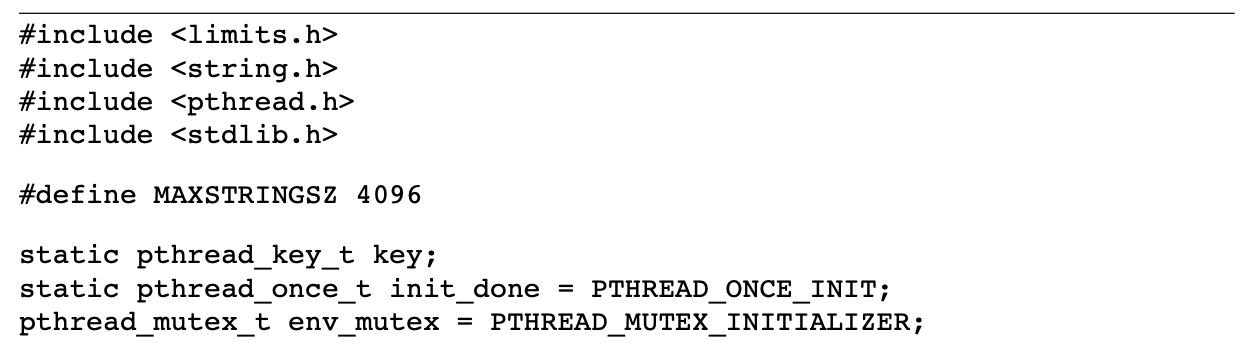 #include <limits.h>
#include <string.h>
#include <pthread.h>
#include <stdlib.h>
#define MAXSTRINGSZ 4096
static pthread_key_t key;
static pthread_once_t init_done = PTHREAD_ONCE_INIT;
pthread_mutex_t env_mutex = PTHREAD_MUTEX_INITIALIZER;